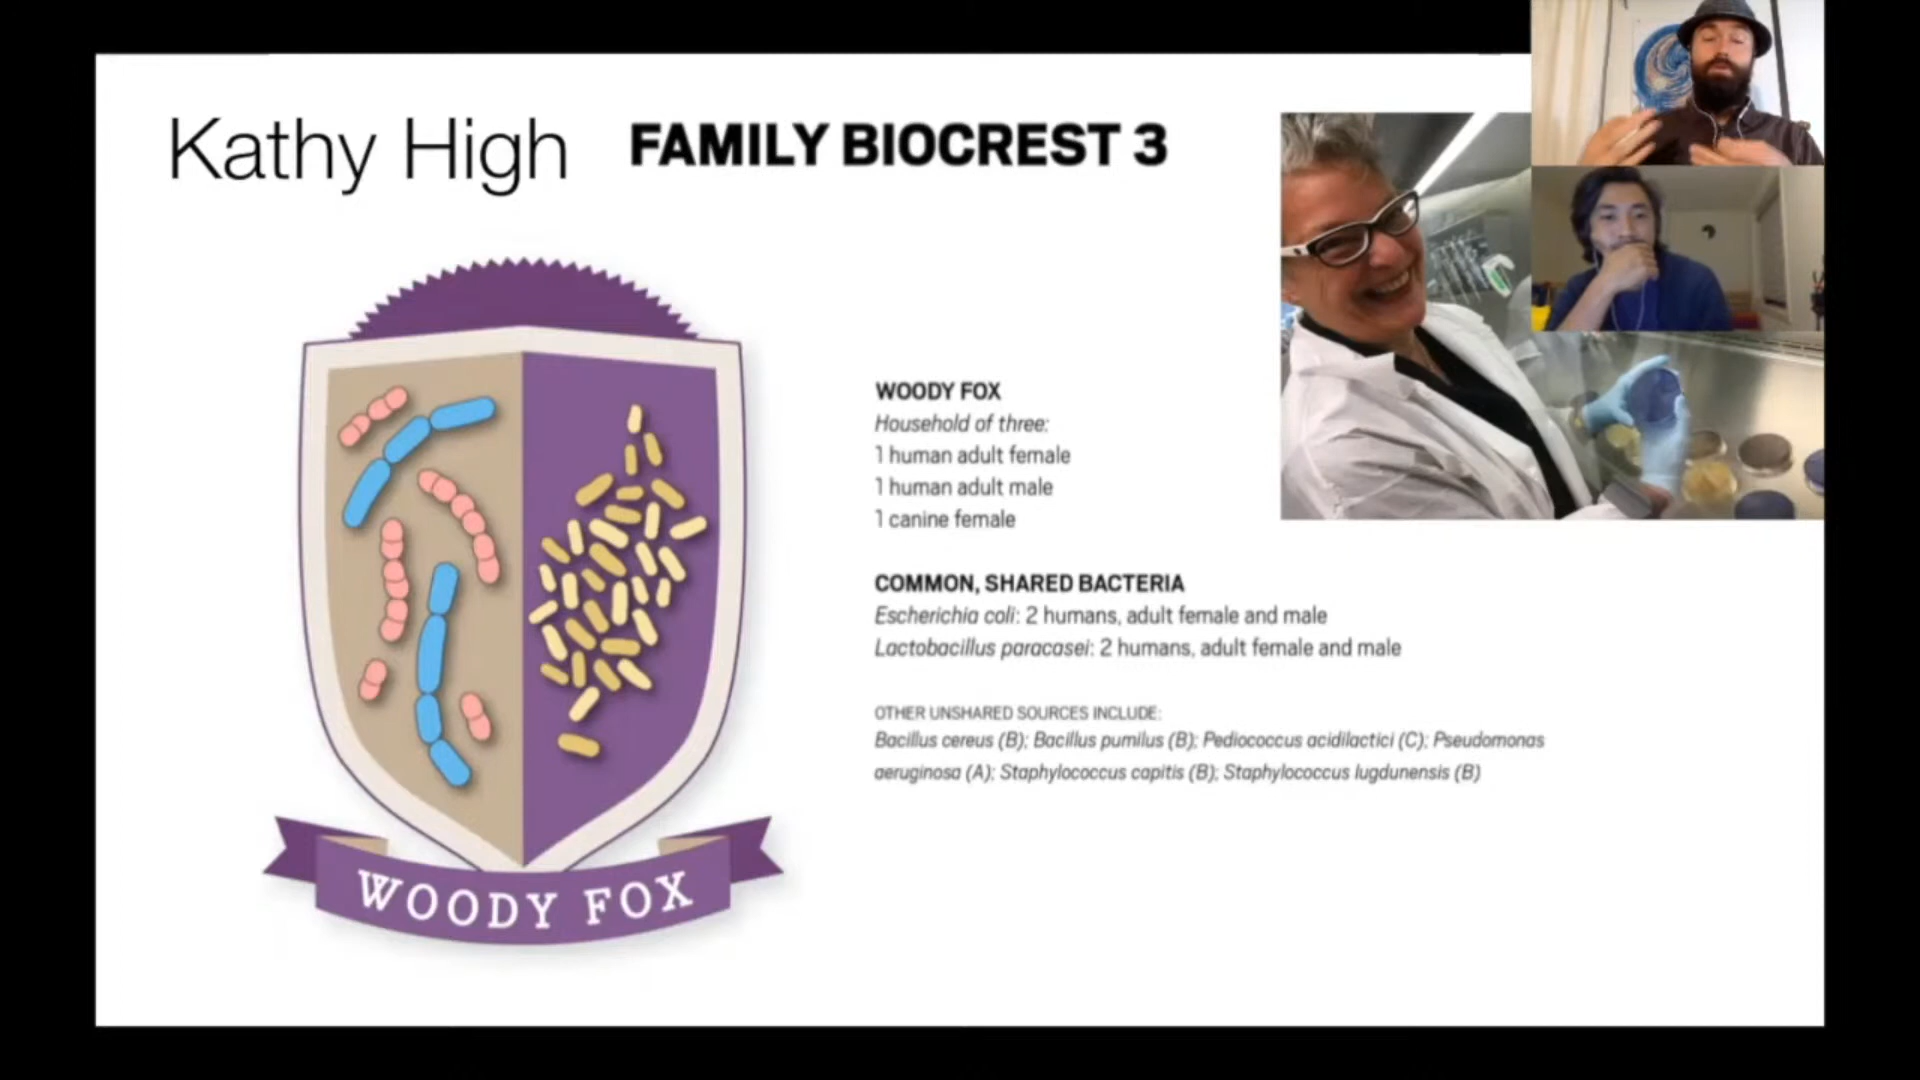 Kathy High FAMILY BIOCREST 3
WOODY FOX
Household of three:
1 human adult female
1 human adult male
1 canine female
COMMON, SHARED BACTERIA
Escherichia coli: 2 humans, adult female and male
Lactobacillus paracasei: 2 humans, adult female and male
OTHER UNSHARED SOURCES INCLUDE:
Bacillus cereus (B); Bacillus pumilus (B); Pediococcus acidilactici (C); Pseudomonas
aeruginosa (A); Staphylococcus capitis (B); Staphylococcus lugdunensis (B)
WOODY FOX